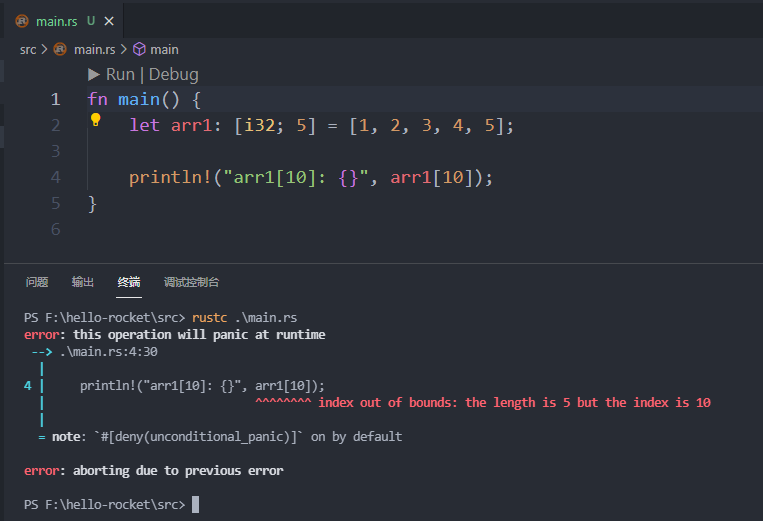 main.rs U ×
src > main.rs > main
▶ Run | Debug
1 fn main() {
2     let arr1: [i32; 5] = [1, 2, 3, 4, 5];
3
4     println!("arr1[10]: {}", arr1[10]);
5 }
6
问题 输出 终端 调试控制台
PS F:\hello-rocket\src> rustc .\main.rs
error: this operation will panic at runtime
 --> .\main.rs:4:30
  |
4 |     println!("arr1[10]: {}", arr1[10]);
  |                              ^^^^^^^^ index out of bounds: the length is 5 but the index is 10
  |
  = note: `#[deny(unconditional_panic)]` on by default
error: aborting due to previous error
PS F:\hello-rocket\src>